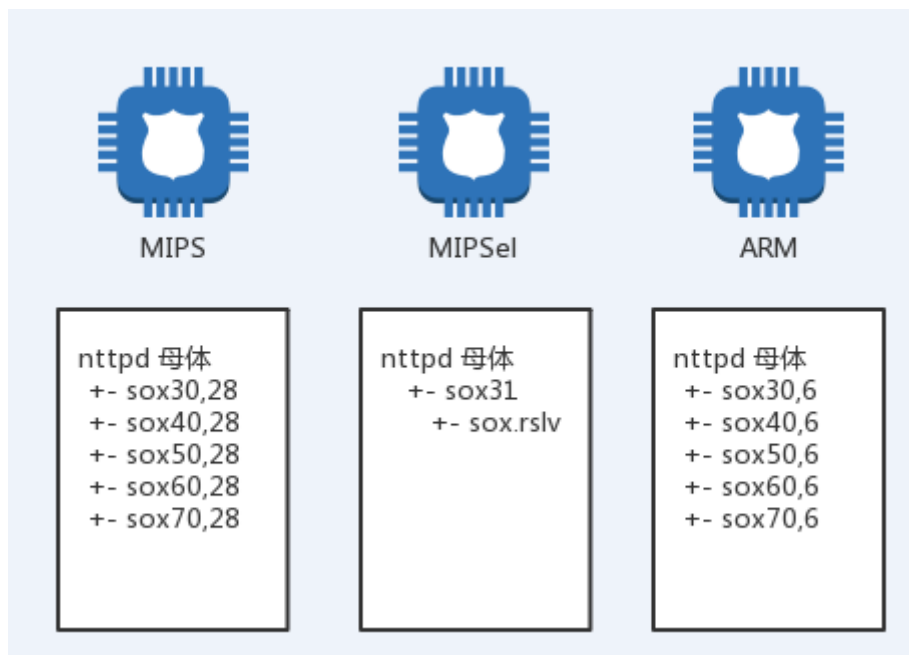 MIPS
MIPSel
ARM
nttpd 母体
+- sox30,28
+- sox40,28
+- sox50,28
+- sox60,28
+- sox70,28
nttpd 母体
+- sox31
+- sox.rslv
nttpd 母体
+- sox30,6
+- sox40,6
+- sox50,6
+- sox60,6
+- sox70,6